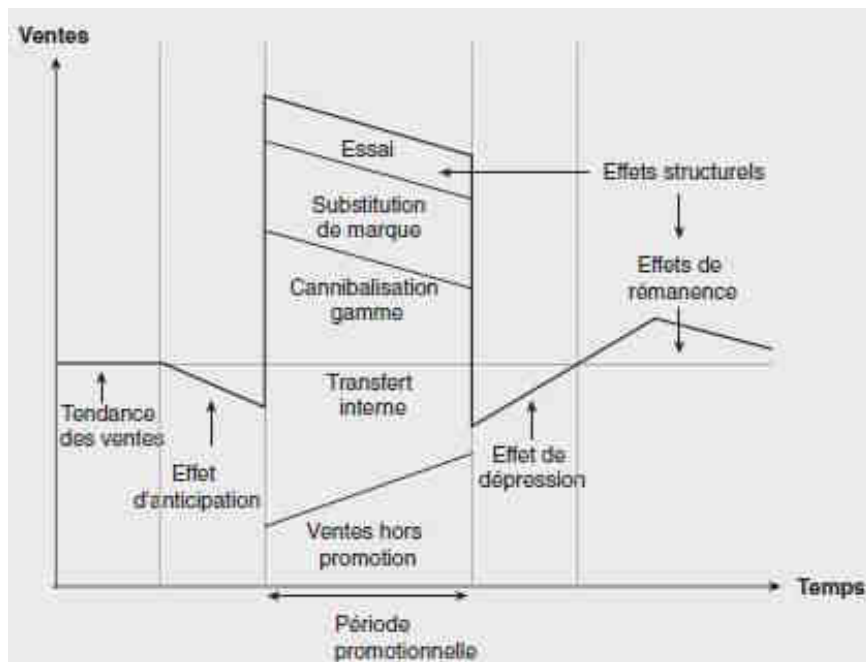 Ventes
Essai
Effets structurels
Substitution
de marque
Effets de
rémanence
Cannibalisation
gamme
Transfert
interne
Tendance
des ventes
Effet
d'anticipation
Effet de
dépression
Ventes hors
promotion
Temps
Période
promotionnelle